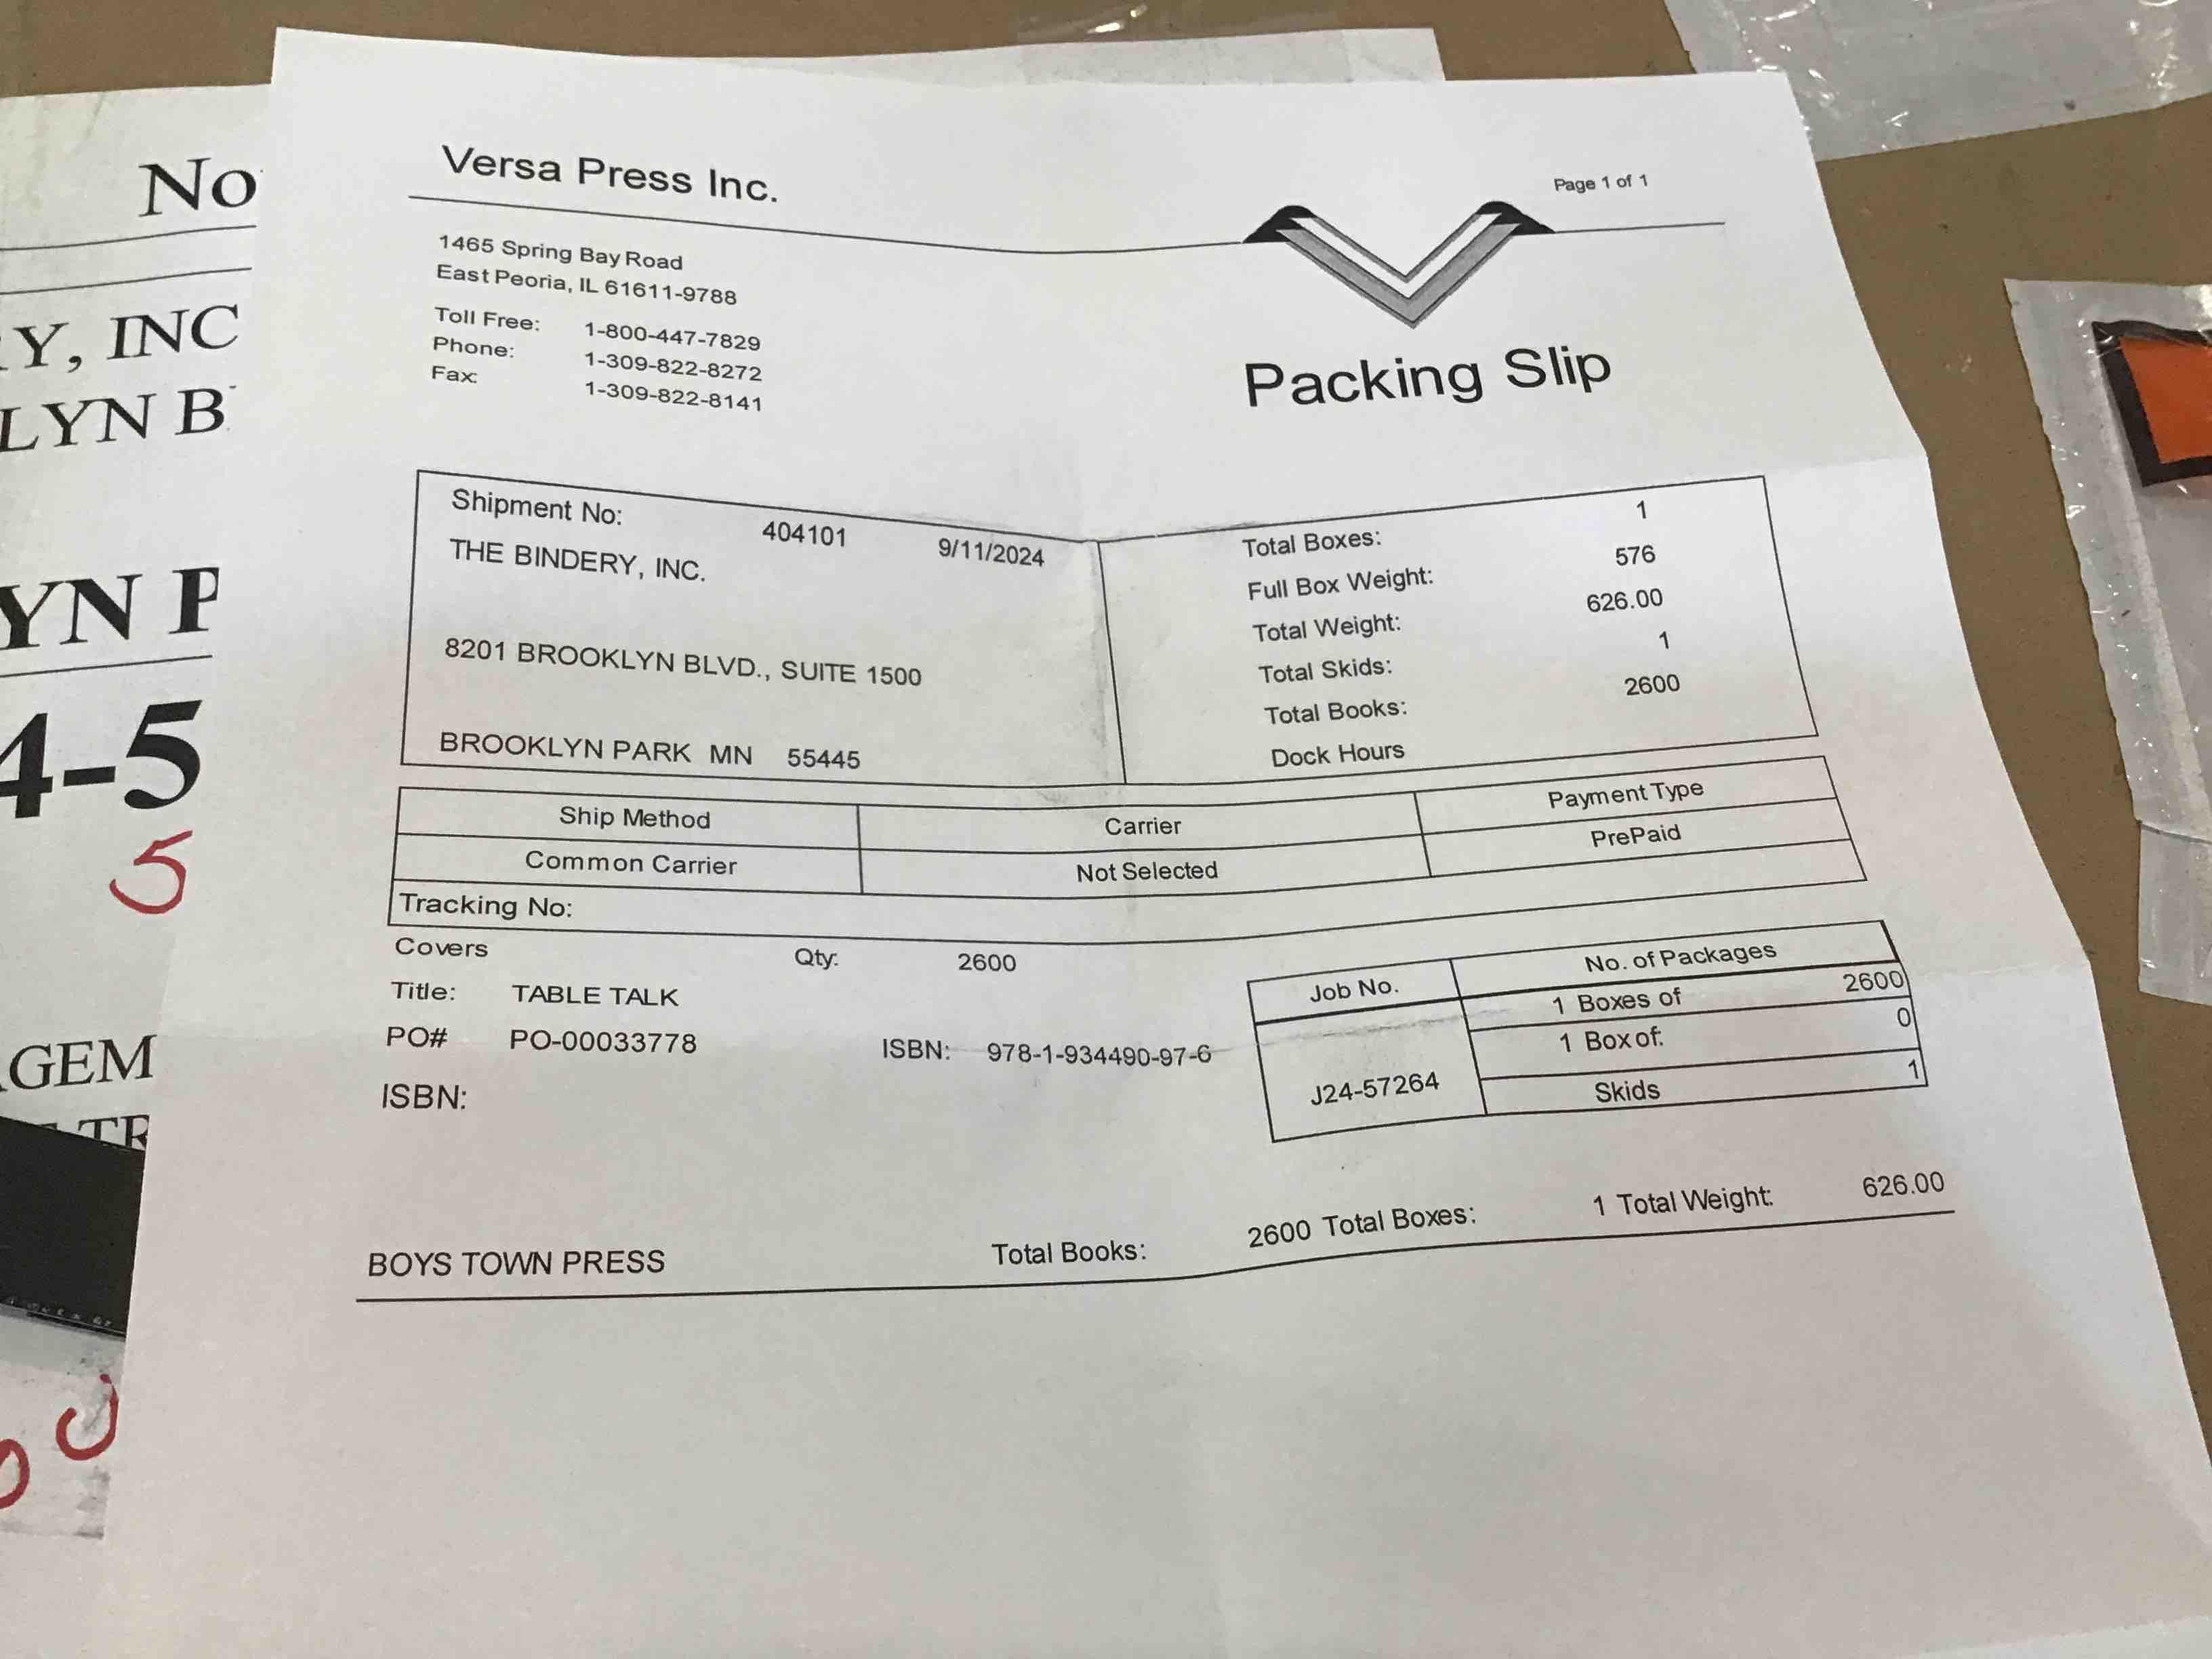 No
Y, INC
LYN B
YN P
4-5
5
AGEM
TR
Versa Press Inc.
Page 1 of 1
1465 Spring Bay Road
East Peoria, IL 61611-9788
Toll Free: 1-800-447-7829
Phone: 1-309-822-8272
Fax: 1-309-822-8141
Packing Slip
Shipment No: 404101 9/11/2024
THE BINDERY, INC.
8201 BROOKLYN BLVD., SUITE 1500
BROOKLYN PARK MN 55445
Total Boxes: 1
Full Box Weight: 576
Total Weight: 626.00
Total Skids: 1
Total Books: 2600
Dock Hours
Ship Method Carrier Payment Type
Common Carrier Not Selected PrePaid
Tracking No:
Covers Qty: 2600
Title: TABLE TALK
PO# PO-00033778 ISBN: 978-1-934490-97-6
ISBN:
Job No. No. of Packages
1 Boxes of 2600
1 Box of: 0
J24-57264 Skids 1
BOYS TOWN PRESS Total Books: 2600 Total Boxes: 1 Total Weight: 626.00